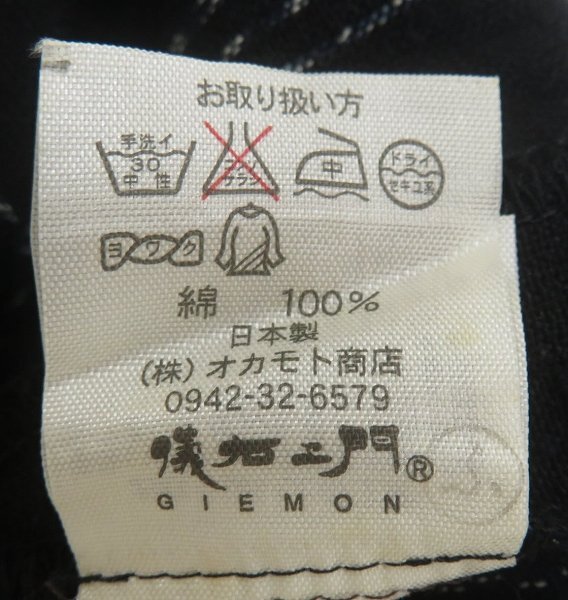 お取り扱い方
手洗イ
30
中性
エンソ
サラシ
中
ドライ
セキユ系
ヨワク
綿 100%
日本製
(株) オカモト商店
0942-32-6579
儀右ヱ門®
GIEMON